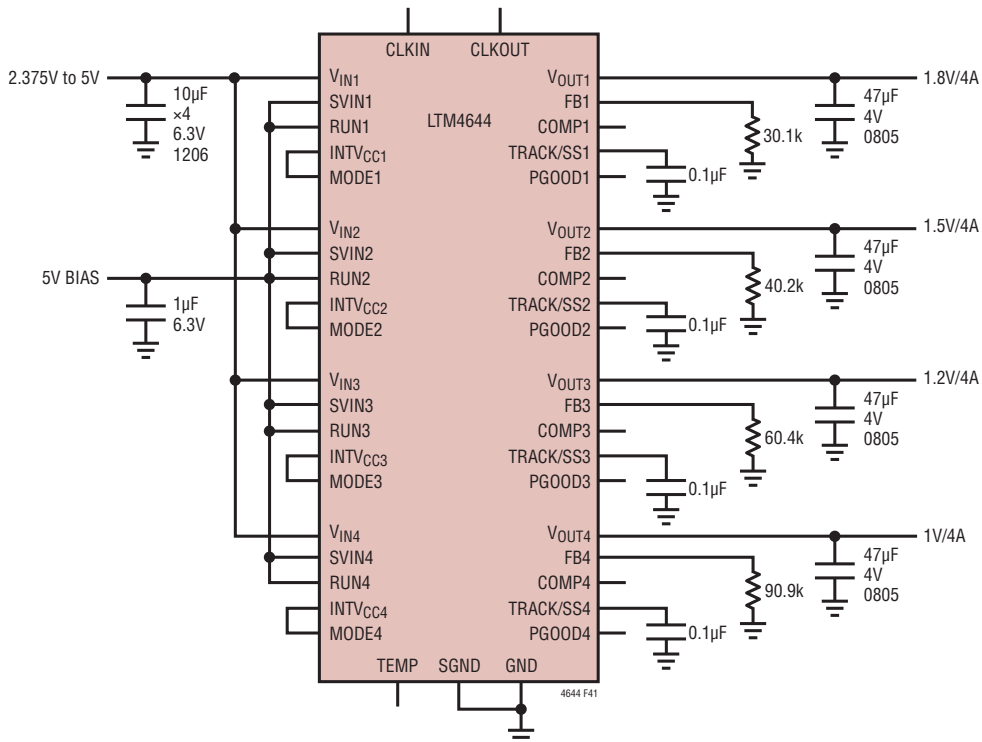 CLKIN CLKOUT
2.375V to 5V
10µF
×4
6.3V
1206
5V BIAS
1µF
6.3V
LTM4644
VIN1
SVIN1
RUN1
INTVCC1
MODE1
VIN2
SVIN2
RUN2
INTVCC2
MODE2
VIN3
SVIN3
RUN3
INTVCC3
MODE3
VIN4
SVIN4
RUN4
INTVCC4
MODE4
VOUT1
FB1
COMP1
TRACK/SS1
PGOOD1
VOUT2
FB2
COMP2
TRACK/SS2
PGOOD2
VOUT3
FB3
COMP3
TRACK/SS3
PGOOD3
VOUT4
FB4
COMP4
TRACK/SS4
PGOOD4
1.8V/4A
47µF
4V
0805
30.1k
0.1µF
1.5V/4A
47µF
4V
0805
40.2k
0.1µF
1.2V/4A
47µF
4V
0805
60.4k
0.1µF
1V/4A
47µF
4V
0805
90.9k
0.1µF
TEMP SGND GND
4644 F41